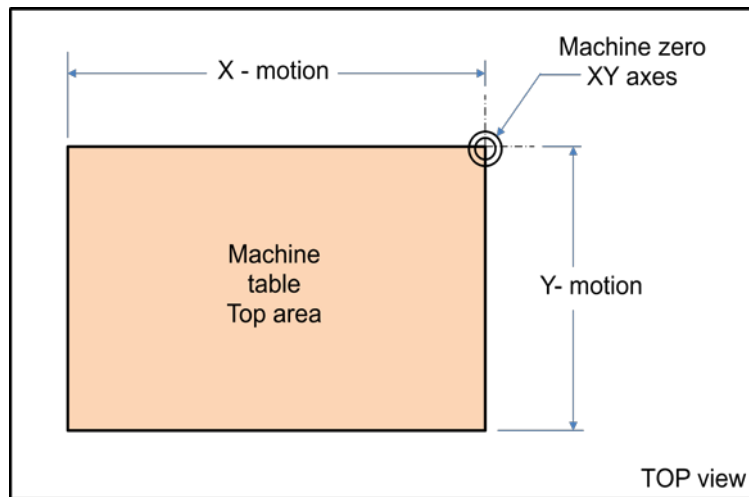 Machine zero
XY axes
X - motion
Machine
table
Top area
Y- motion
TOP view